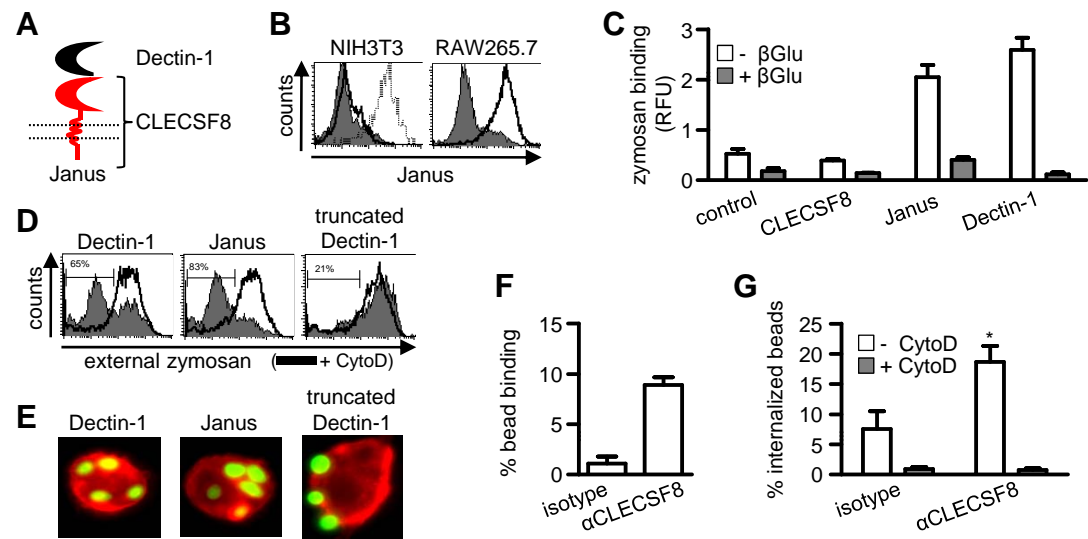 A
Dectin-1
CLECSF8
Janus
B
NIH3T3 RAW265.7
counts
Janus
C
3
2
1
0
zymosan binding
(RFU)
- βGlu
+ βGlu
control CLECSF8 Janus Dectin-1
D
Dectin-1 Janus truncated
Dectin-1
65% 83% 21%
counts
external zymosan ( + CytoD)
E
Dectin-1 Janus truncated
Dectin-1
F
15
10
5
0
% bead binding
isotype αCLECSF8
G
25
20
15
10
5
0
% internalized beads
- CytoD
+ CytoD
*
isotype αCLECSF8